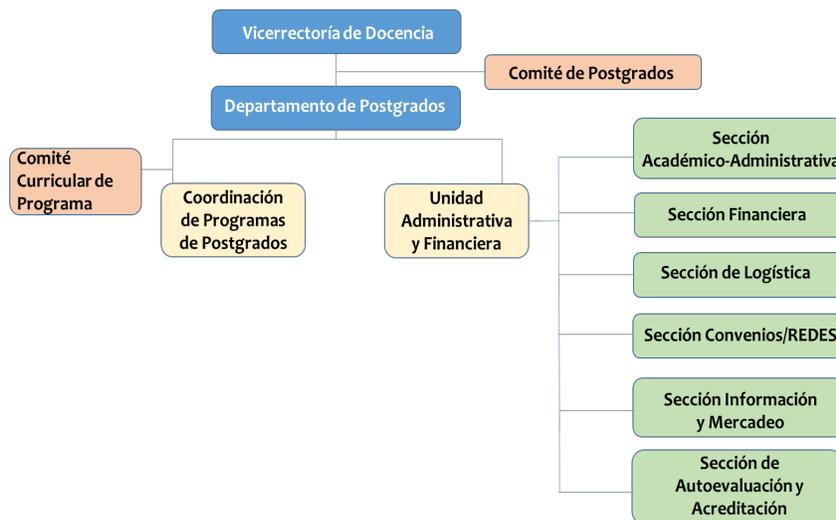 Vicerrectoría de Docencia
Comité de Postgrados
Departamento de Postgrados
Comité
Curricular de
Programa
Coordinación
de Programas
de Postgrados
Unidad
Administrativa
y Financiera
Sección
Académico-Administrativa
Sección Financiera
Sección de Logística
Sección Convenios/REDES
Sección Información
y Mercadeo
Sección de
Autoevaluación y
Acreditación